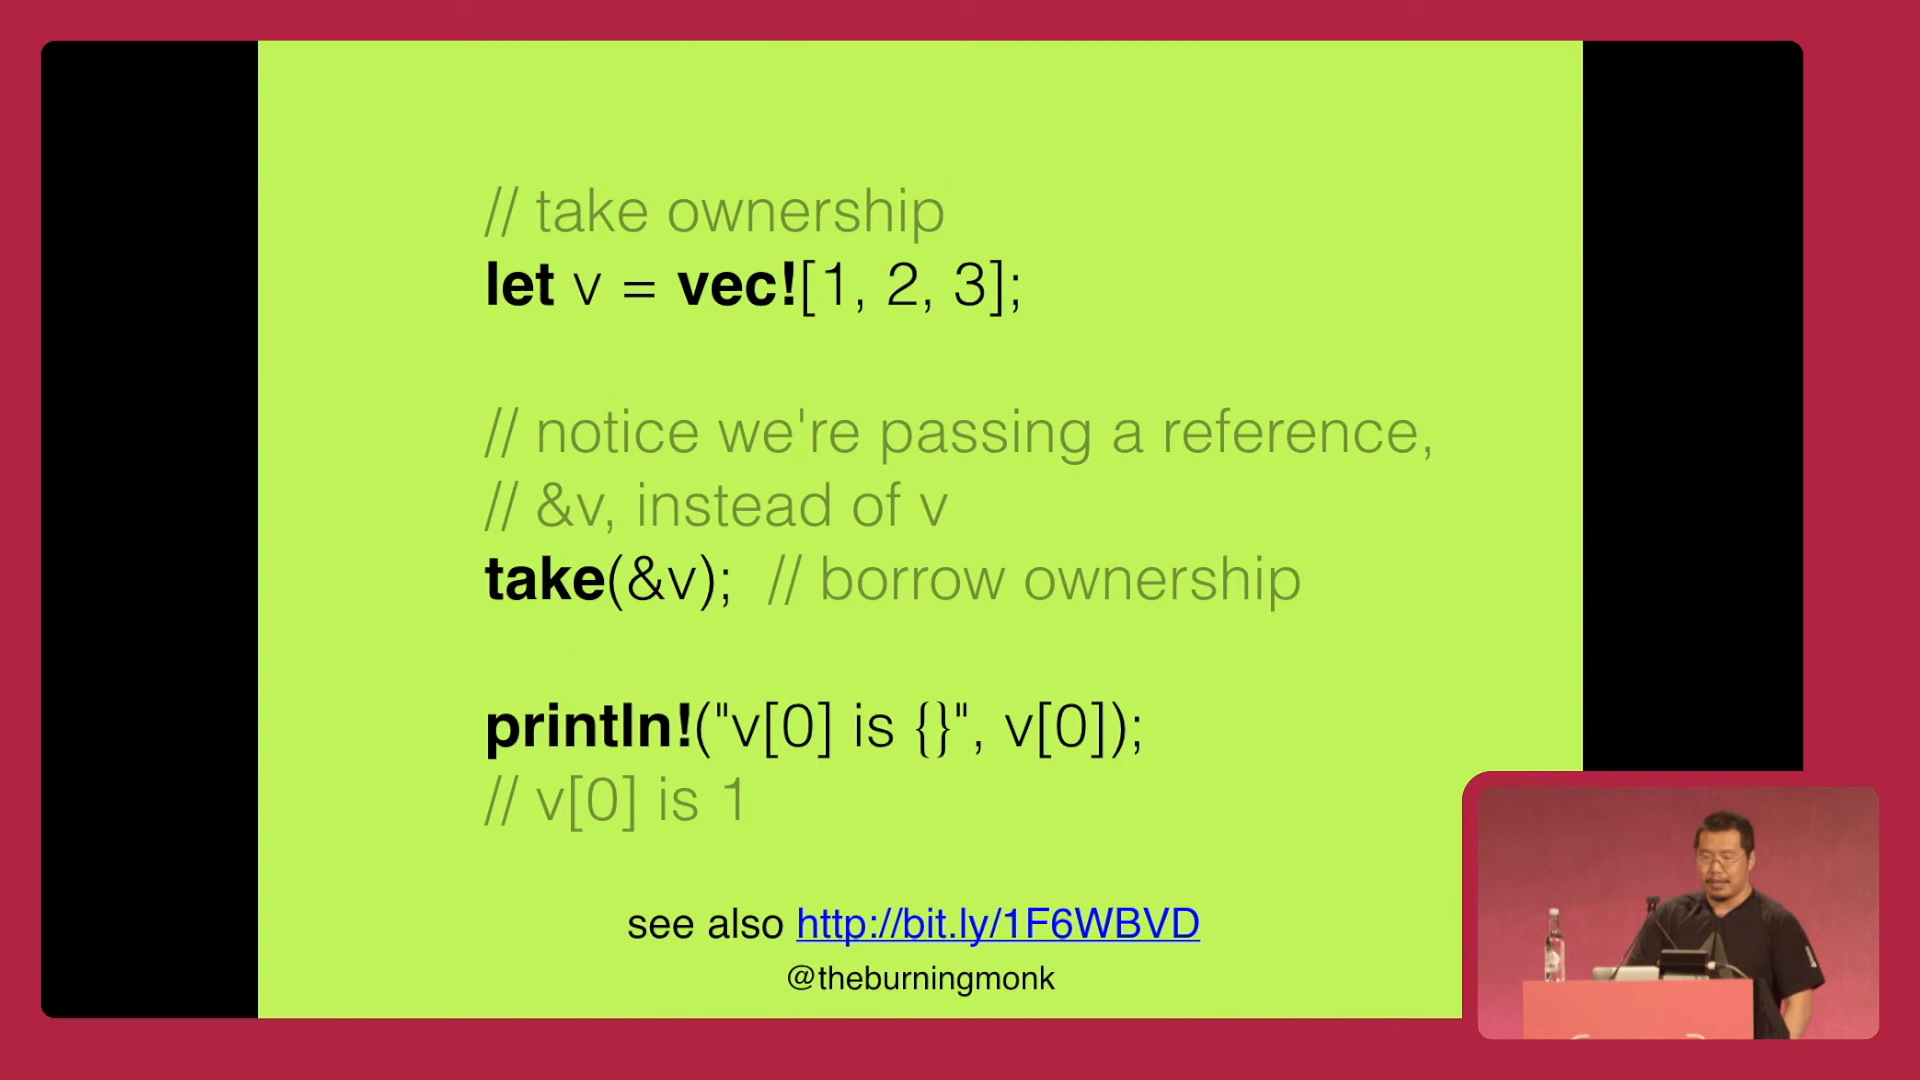 // take ownership
let v = vec![1, 2, 3];
// notice we're passing a reference,
// &v, instead of v
take(&v); // borrow ownership
println!("v[0] is {}", v[0]);
// v[0] is 1
see also http://bit.ly/1F6WBVD
@theburningmonk